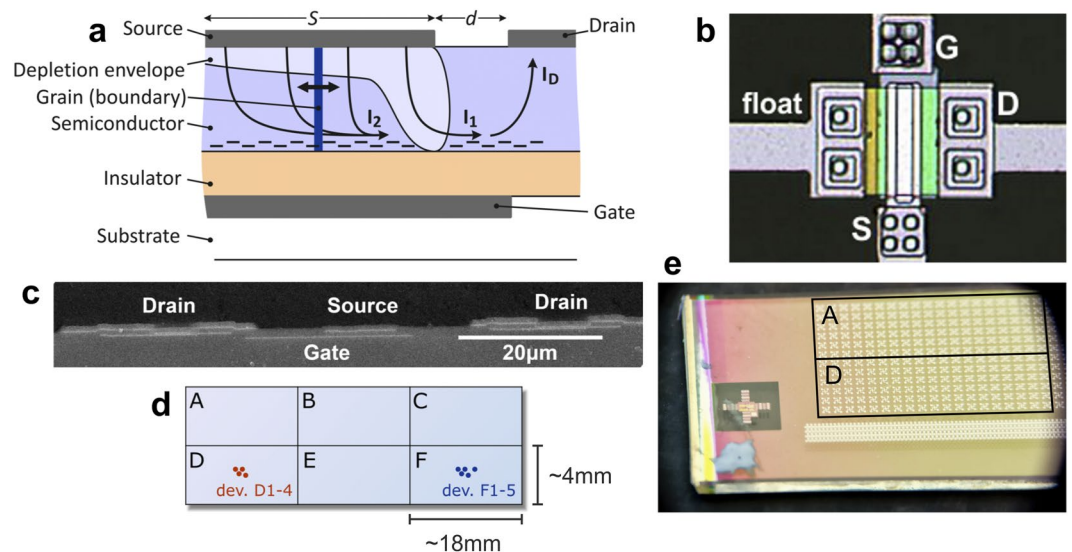 a
S
d
Source
Drain
Depletion envelope
Grain (boundary)
Semiconductor
I2
I1
ID
Insulator
Gate
Substrate
b
G
float
D
S
c
Drain
Source
Drain
Gate
20μm
d
A
B
C
D
E
F
dev. D1-4
dev. F1-5
~4mm
~18mm
e
A
D